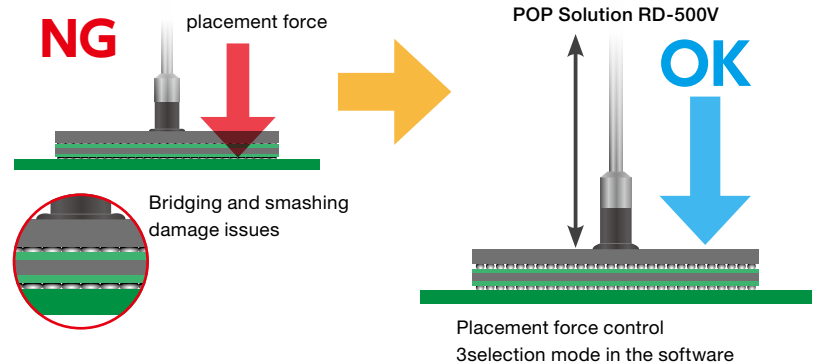 NG
placement force
Bridging and smashing
damage issues
POP Solution RD-500V
OK
Placement force control
3selection mode in the software